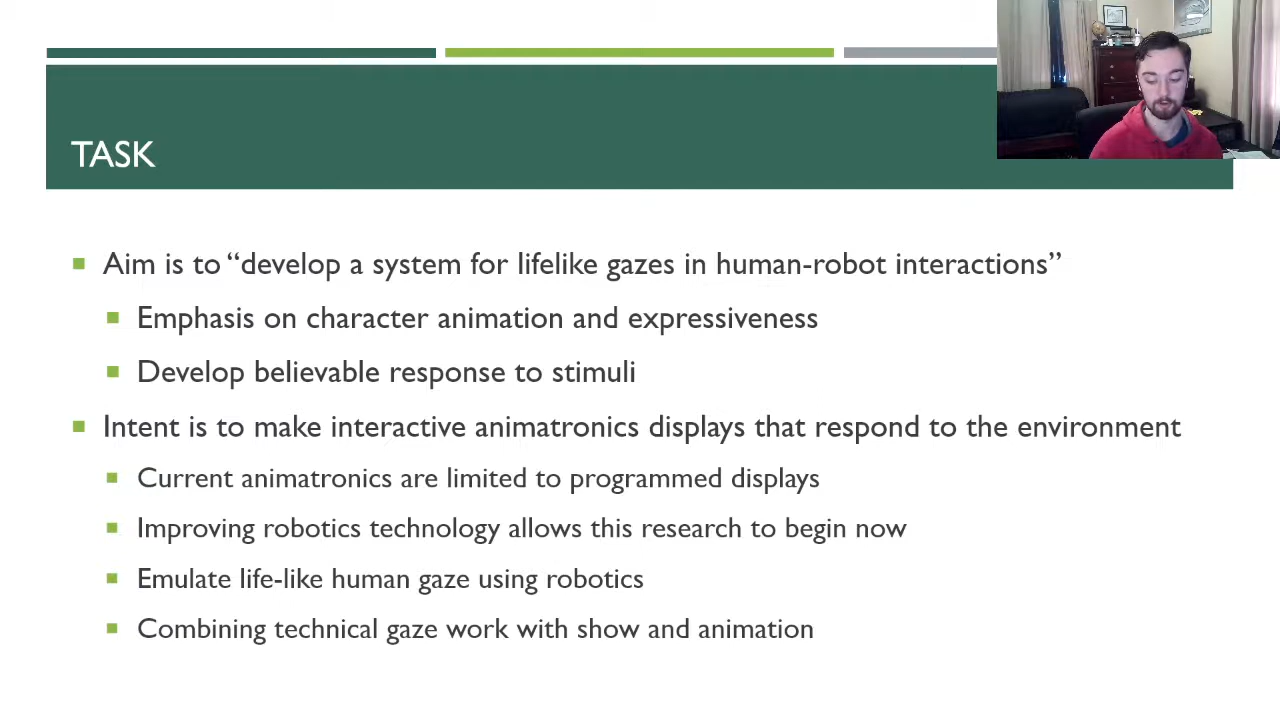 TASK
Aim is to “develop a system for lifelike gazes in human-robot interactions”
Emphasis on character animation and expressiveness
Develop believable response to stimuli
Intent is to make interactive animatronics displays that respond to the environment
Current animatronics are limited to programmed displays
Improving robotics technology allows this research to begin now
Emulate life-like human gaze using robotics
Combining technical gaze work with show and animation